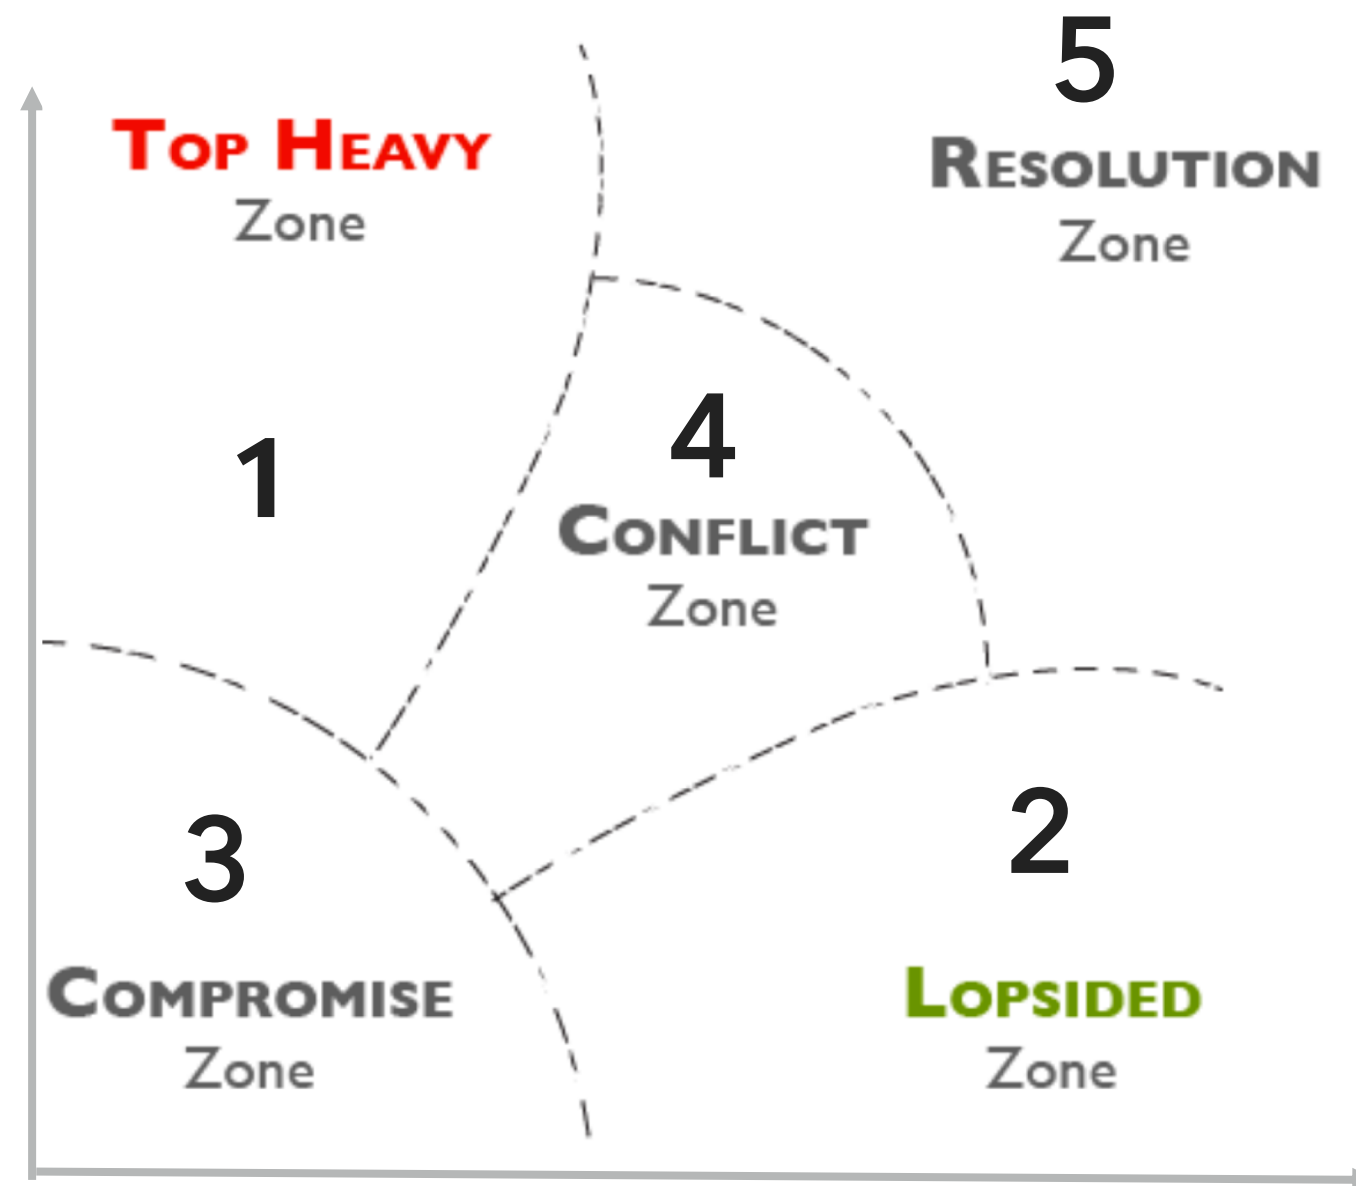 5
TOP HEAVY
Zone
RESOLUTION
Zone
1
4
CONFLICT
Zone
3
2
COMPROMISE
Zone
LOPSIDED
Zone